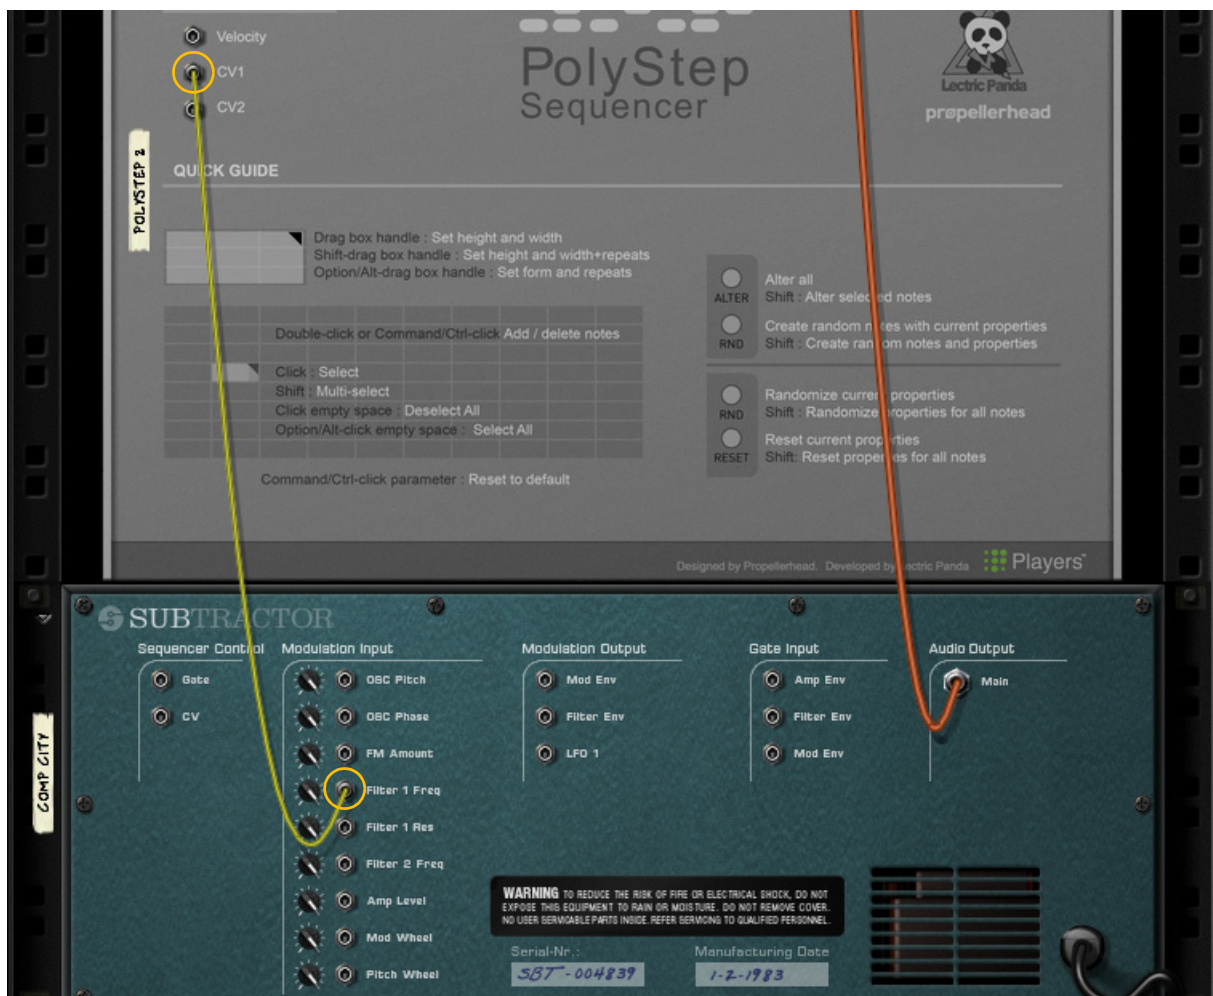 Velocity
CV1
CV2
PolyStep
Sequencer
Lectric Panda
prøpellerhead
POLYSTEP 2
QUICK GUIDE
Drag box handle : Set height and width
Shift-drag box handle : Set height and width+repeats
Option/Alt-drag box handle : Set form and repeats
Double-click or Command/Ctrl-click Add / delete notes
Click : Select
Shift : Multi-select
Click empty space : Deselect All
Option/Alt-click empty space : Select All
Command/Ctrl-click parameter : Reset to default
ALTER
Alter all
Shift : Alter selected notes
RND
Create random notes with current properties
Shift : Create random notes and properties
RND
Randomize current properties
Shift : Randomize properties for all notes
RESET
Reset current properties
Shift: Reset properties for all notes
Designed by Propellerhead. Developed by Lectric Panda
Players
SUBTRACTOR
COMP CITY
Sequencer Control
Gate
CV
Modulation Input
OSC Pitch
OSC Phase
FM Amount
Filter 1 Freq
Filter 1 Res
Filter 2 Freq
Amp Level
Mod Wheel
Pitch Wheel
Modulation Output
Mod Env
Filter Env
LFO 1
Gate Input
Amp Env
Filter Env
Mod Env
Audio Output
Main
WARNING TO REDUCE THE RISK OF FIRE OR ELECTRICAL SHOCK, DO NOT
EXPOSE THIS EQUIPMENT TO RAIN OR MOISTURE. DO NOT REMOVE COVER.
NO USER SERVICABLE PARTS INSIDE. REFER SERVICING TO QUALIFIED PERSONNEL.
Serial-Nr.:
SBT-004839
Manufacturing Date
1-2-1983